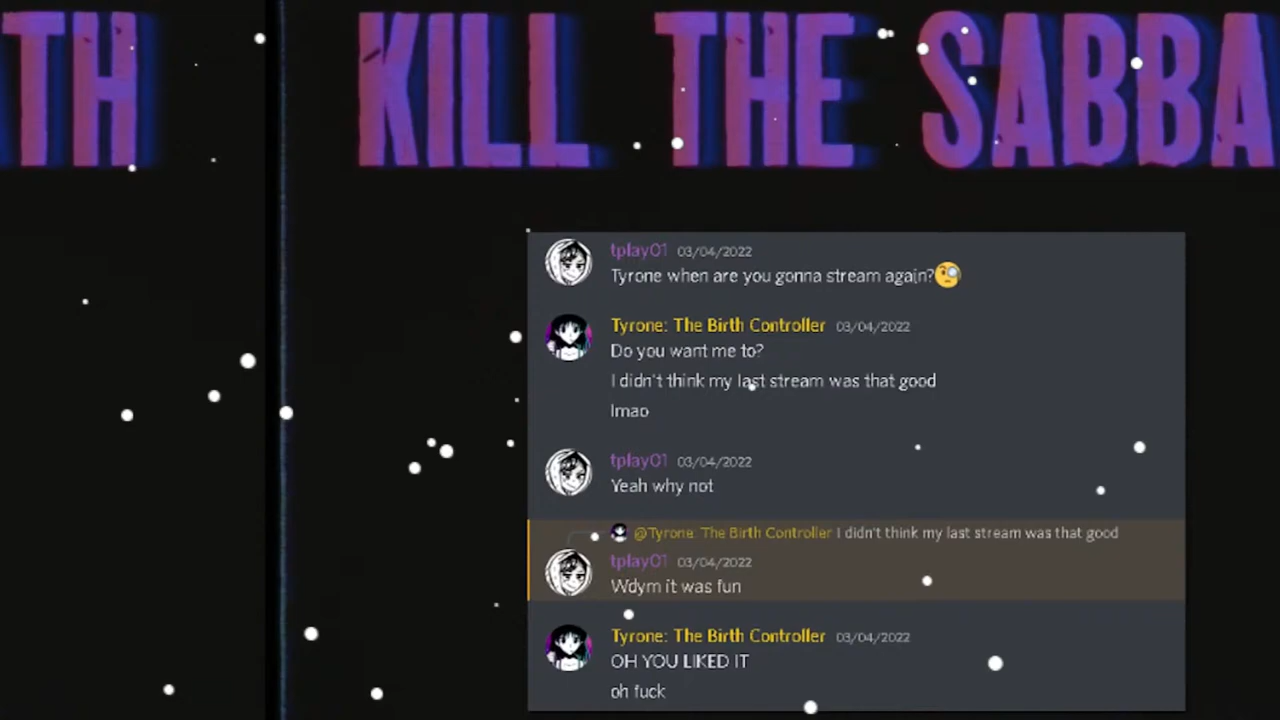 TH KILL THE SABBA
tplay01 03/04/2022
Tyrone when are you gonna stream again?🧐
Tyrone: The Birth Controller 03/04/2022
Do you want me to?
I didn't think my last stream was that good
lmao
tplay01 03/04/2022
Yeah why not
@Tyrone: The Birth Controller I didn't think my last stream was that good
tplay01 03/04/2022
Wdym it was fun
Tyrone: The Birth Controller 03/04/2022
OH YOU LIKED IT
oh fuck